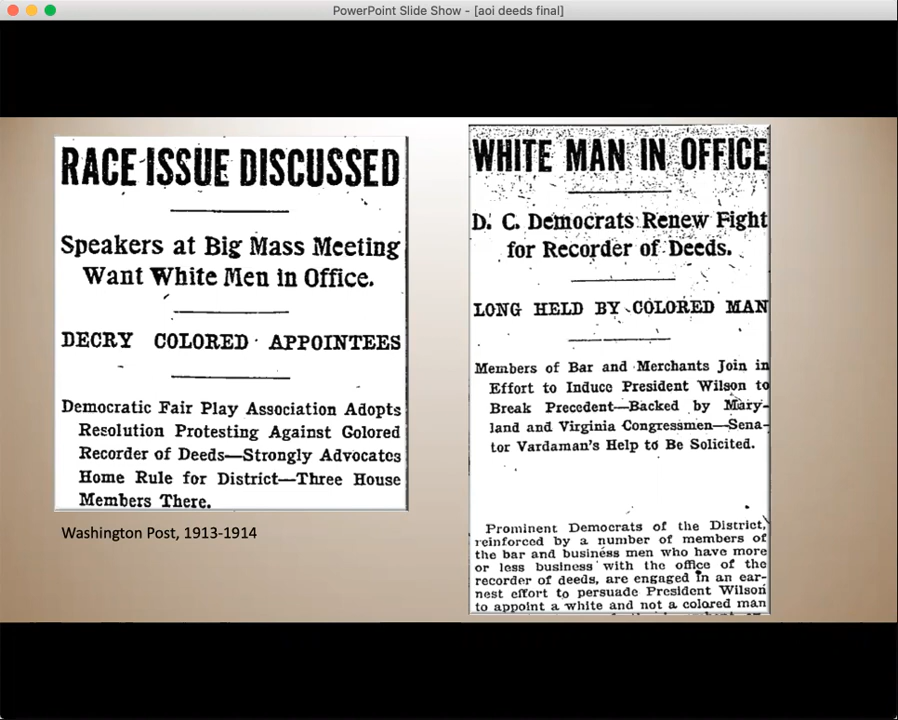 PowerPoint Slide Show - [aoi deeds final]
RACE ISSUE DISCUSSED
Speakers at Big Mass Meeting
Want White Men in Office.
DECRY COLORED APPOINTEES
Democratic Fair Play Association Adopts
Resolution Protesting Against Colored
Recorder of Deeds—Strongly Advocates
Home Rule for District—Three House
Members There.
Washington Post, 1913-1914
WHITE MAN IN OFFICE
D. C. Democrats Renew Fight
for Recorder of Deeds.
LONG HELD BY COLORED MAN
Members of Bar and Merchants Join in
Effort to Induce President Wilson to
Break Precedent—Backed by Mary-
land and Virginia Congressmen—Sena-
tor Vardaman's Help to Be Solicited.
Prominent Democrats of the District,
reinforced by a number of members of
the bar and business men who have more
or less business with the office of the
recorder of deeds, are engaged in an ear-
nest effort to persuade President Wilson
to appoint a white and not a colored man